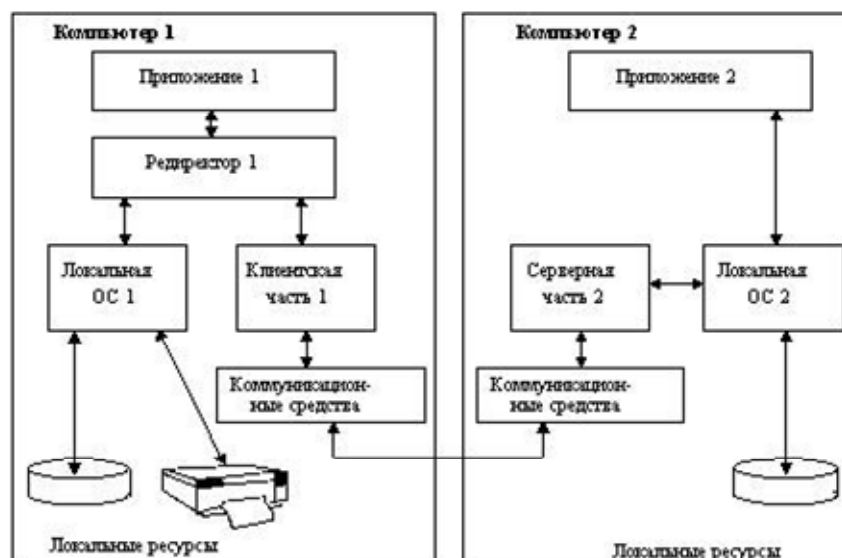 Компьютер 1
Приложение 1
Редиректор 1
Локальная
ОС 1
Клиентская
часть 1
Коммуникацион-
ные средства
Локальные ресурсы
Компьютер 2
Приложение 2
Серверная
часть 2
Локальная
ОС 2
Коммуникацион-
ные средства
Локальные ресурсы